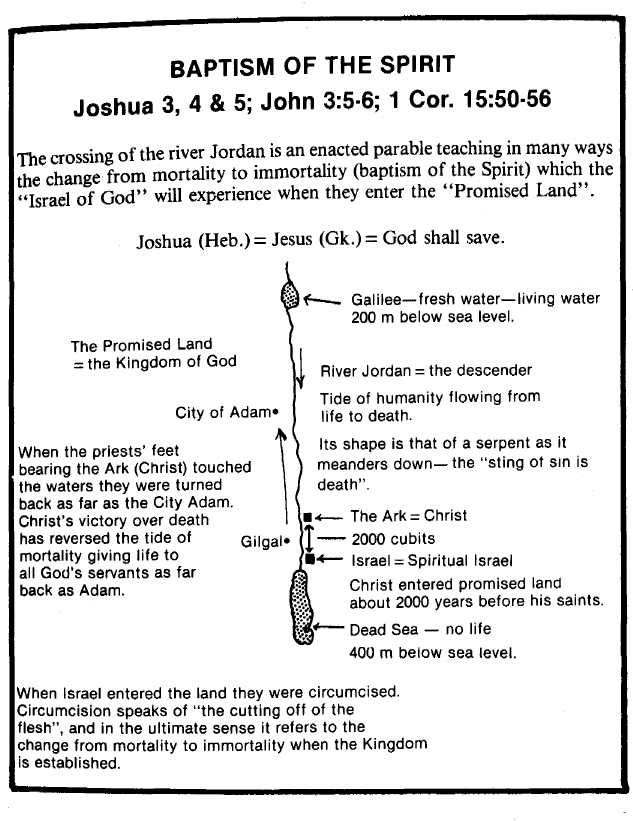 BAPTISM OF THE SPIRIT
Joshua 3, 4 & 5; John 3:5-6; 1 Cor. 15:50-56
The crossing of the river Jordan is an enacted parable teaching in many ways
the change from mortality to immortality (baptism of the Spirit) which the
“Israel of God” will experience when they enter the “Promised Land”.
Joshua (Heb.) = Jesus (Gk.) = God shall save.
Galilee—fresh water—living water
200 m below sea level.
The Promised Land
= the Kingdom of God
River Jordan = the descender
Tide of humanity flowing from
life to death.
City of Adam
Its shape is that of a serpent as it
meanders down— the “sting of sin is
death”.
When the priests’ feet
bearing the Ark (Christ) touched
the waters they were turned
back as far as the City Adam.
Christ’s victory over death
has reversed the tide of
mortality giving life to
all God’s servants as far
back as Adam.
Gilgal
The Ark = Christ
2000 cubits
Israel = Spiritual Israel
Christ entered promised land
about 2000 years before his saints.
Dead Sea — no life
400 m below sea level.
When Israel entered the land they were circumcised.
Circumcision speaks of “the cutting off of the
flesh”, and in the ultimate sense it refers to the
change from mortality to immortality when the Kingdom
is established.